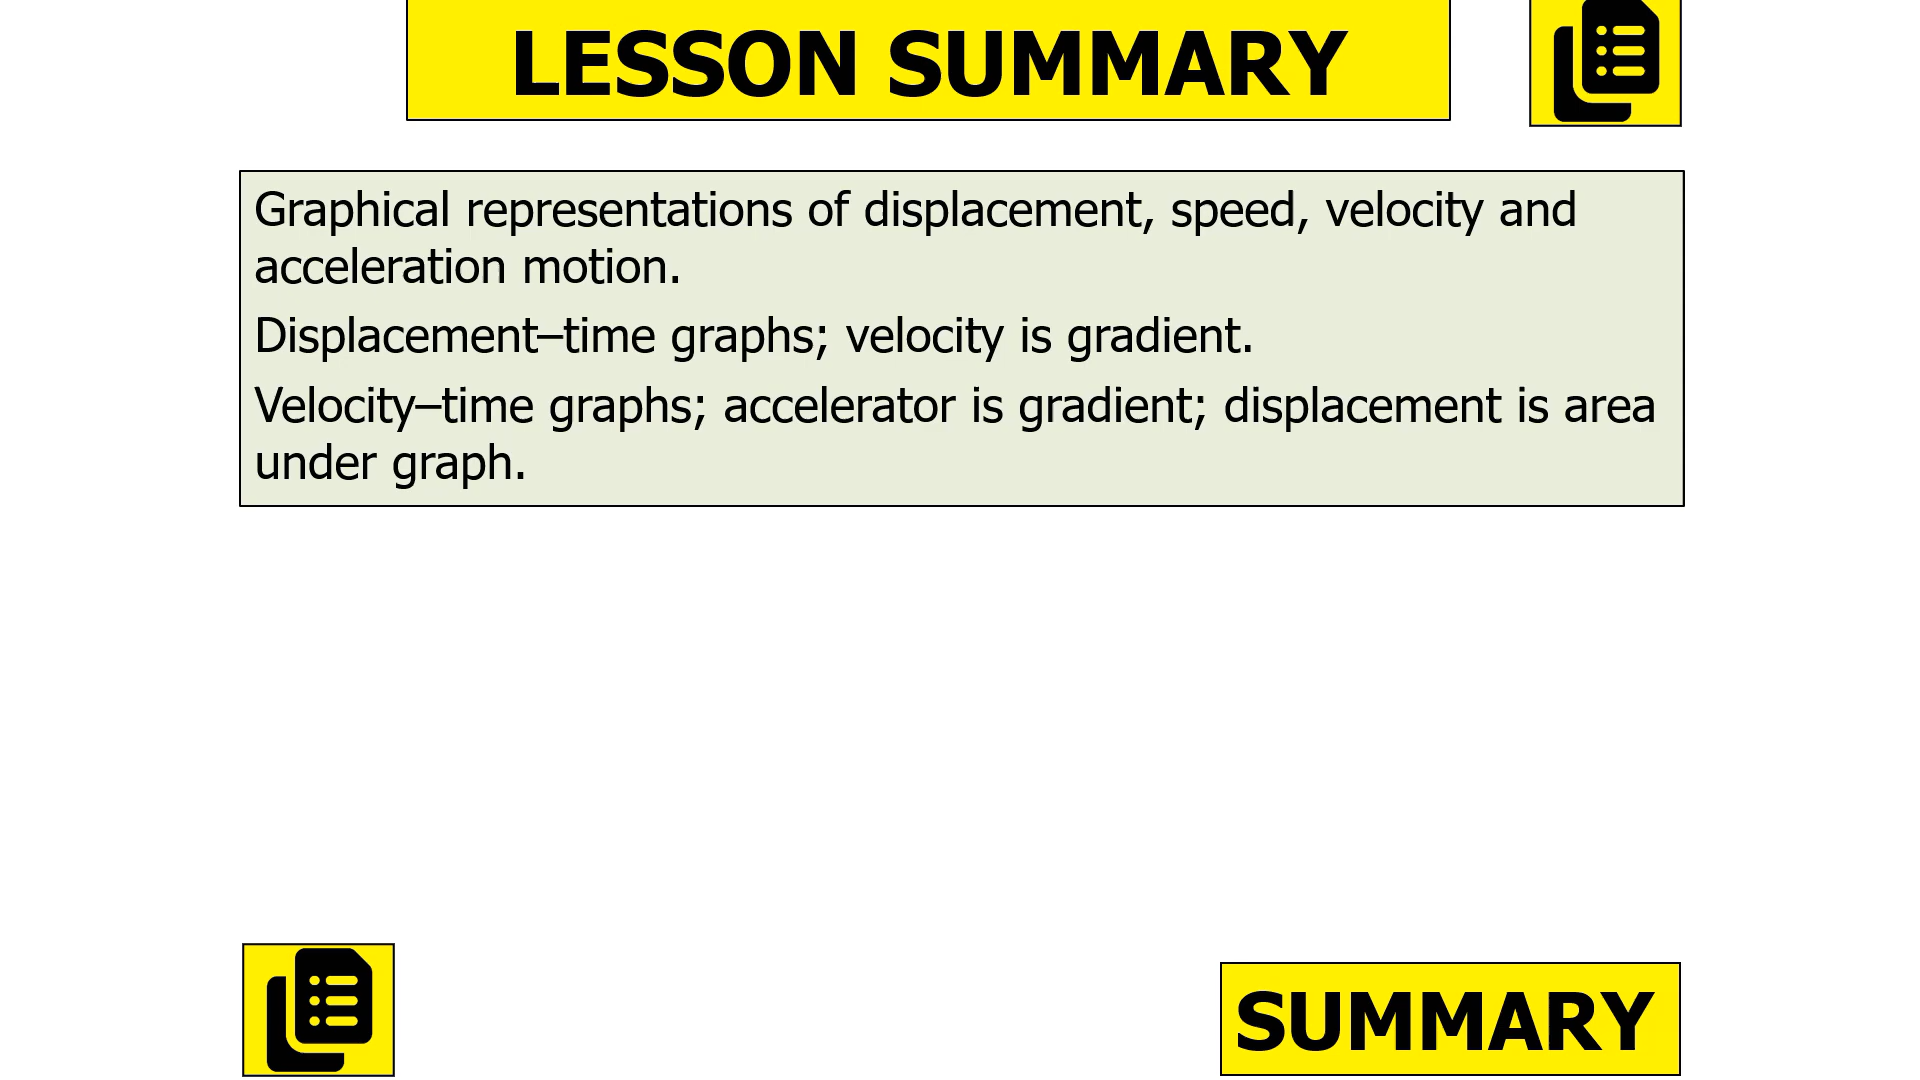 LESSON SUMMARY
Graphical representations of displacement, speed, velocity and
acceleration motion.
Displacement–time graphs; velocity is gradient.
Velocity–time graphs; accelerator is gradient; displacement is area
under graph.
SUMMARY